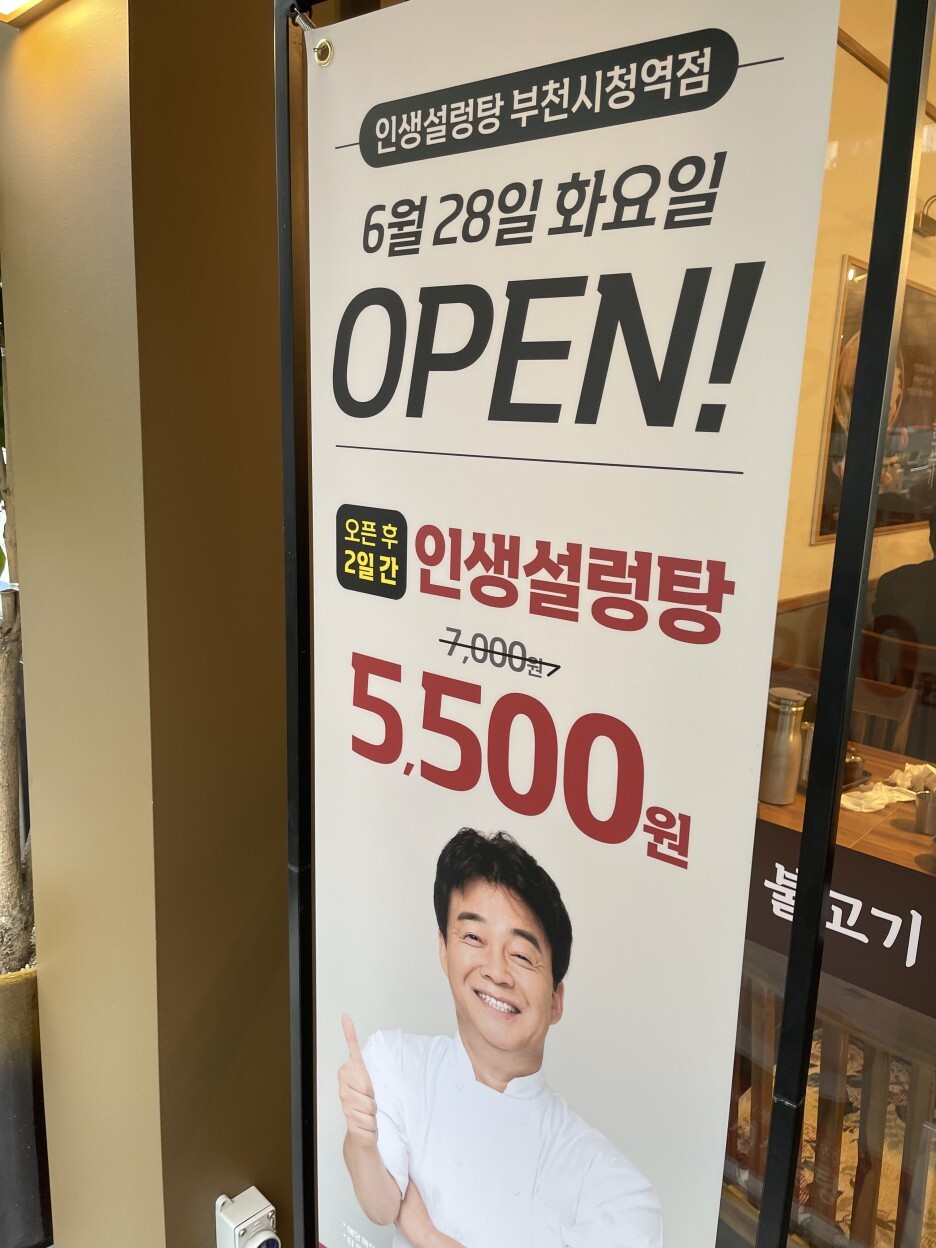 인생설렁탕 부천시청역점
6월 28일 화요일
OPEN!
오픈 후
2일 간
인생설렁탕
7,000원
5,500원
불고기